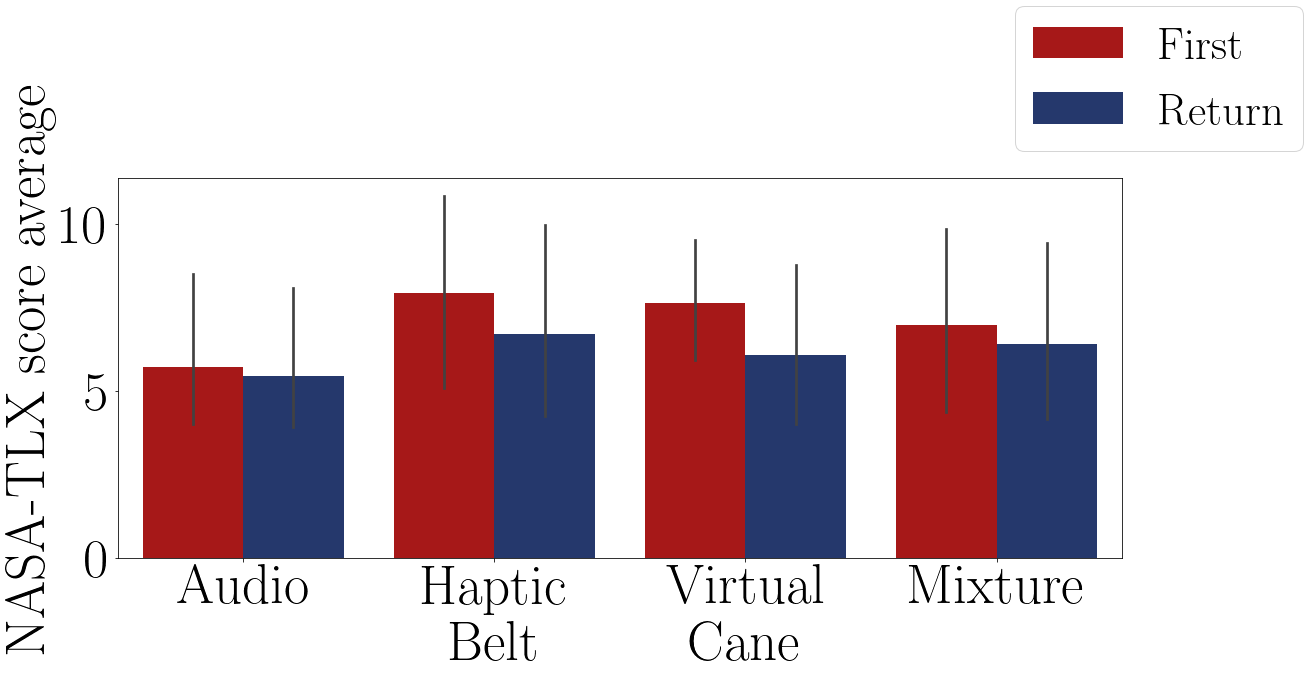 First
Return
NASA-TLX score average
10
5
0
Audio
Haptic
Belt
Virtual
Cane
Mixture